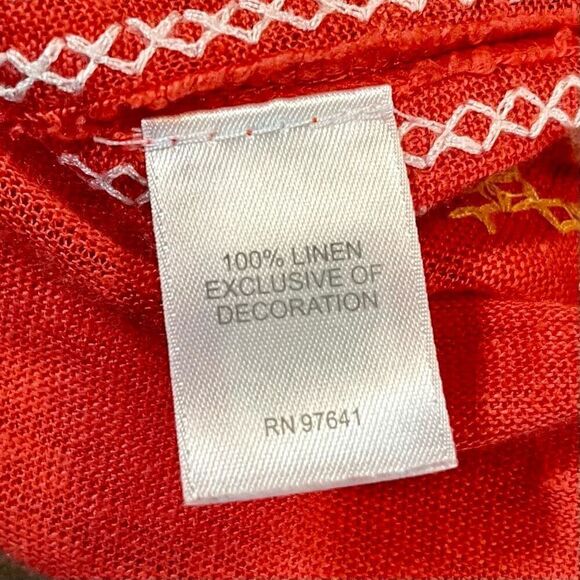 100% LINEN
EXCLUSIVE OF
DECORATION
RN 97641